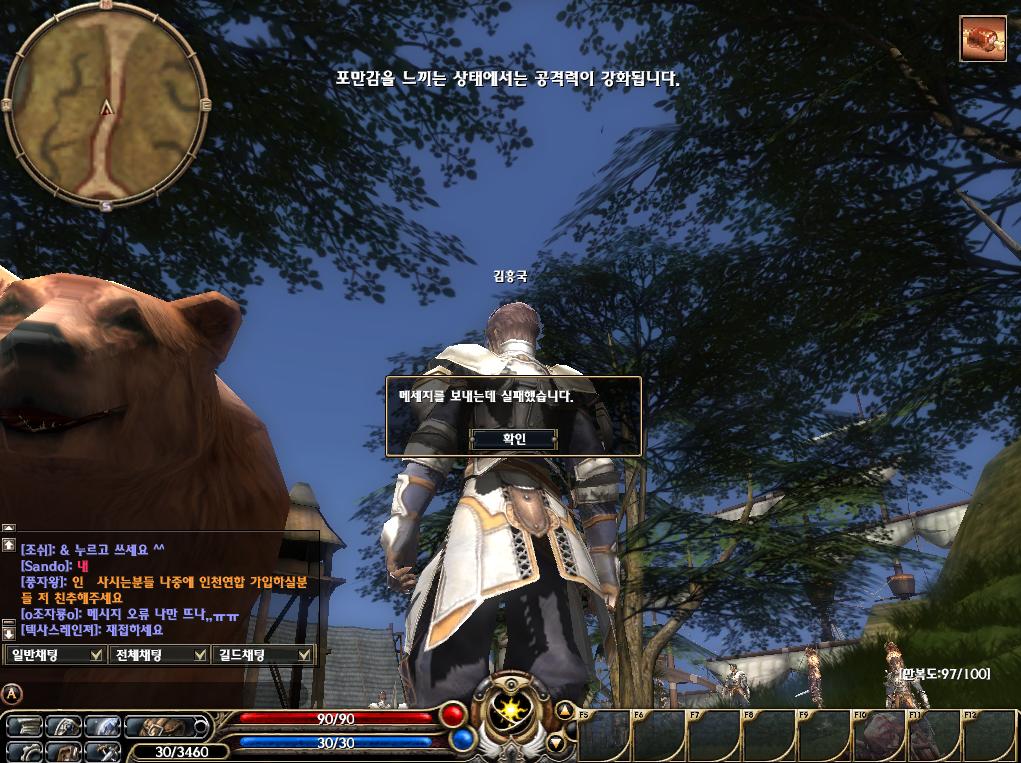 포만감을 느끼는 상태에서는 공격력이 강화됩니다.
S
김흥국
메세지를 보내는데 실패했습니다.
확인
[조쉬]: & 누르고 쓰세요 ^^
[Sando]: 내
[풍자왕]: 인 사시는분들 나중에 인천연합 가입하실분
들 저 친추해주세요
[o조자룡o]: 메시지 오류 나만 뜨나,,ㅠㅠ
[텍사스레인저]: 재접하세요
일반채팅 전체채팅 길드채팅
[만복도:97/100]
A
90/90
30/30
30/3460
F5 F6 F7 F8 F9 F10 F11 F12